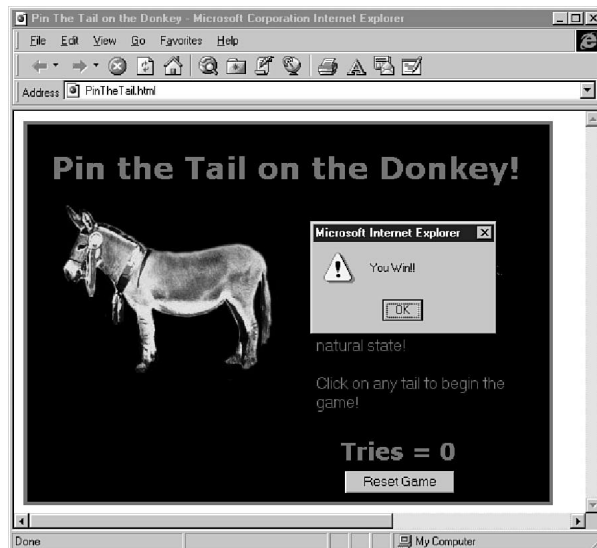 Pin The Tail on the Donkey - Microsoft Corporation Internet Explorer
File Edit View Go Favorites Help
Address PinTheTail.html
Pin the Tail on the Donkey!
Microsoft Internet Explorer
You Win!!
OK
natural state!
Click on any tail to begin the
game!
Tries = 0
Reset Game
Done My Computer